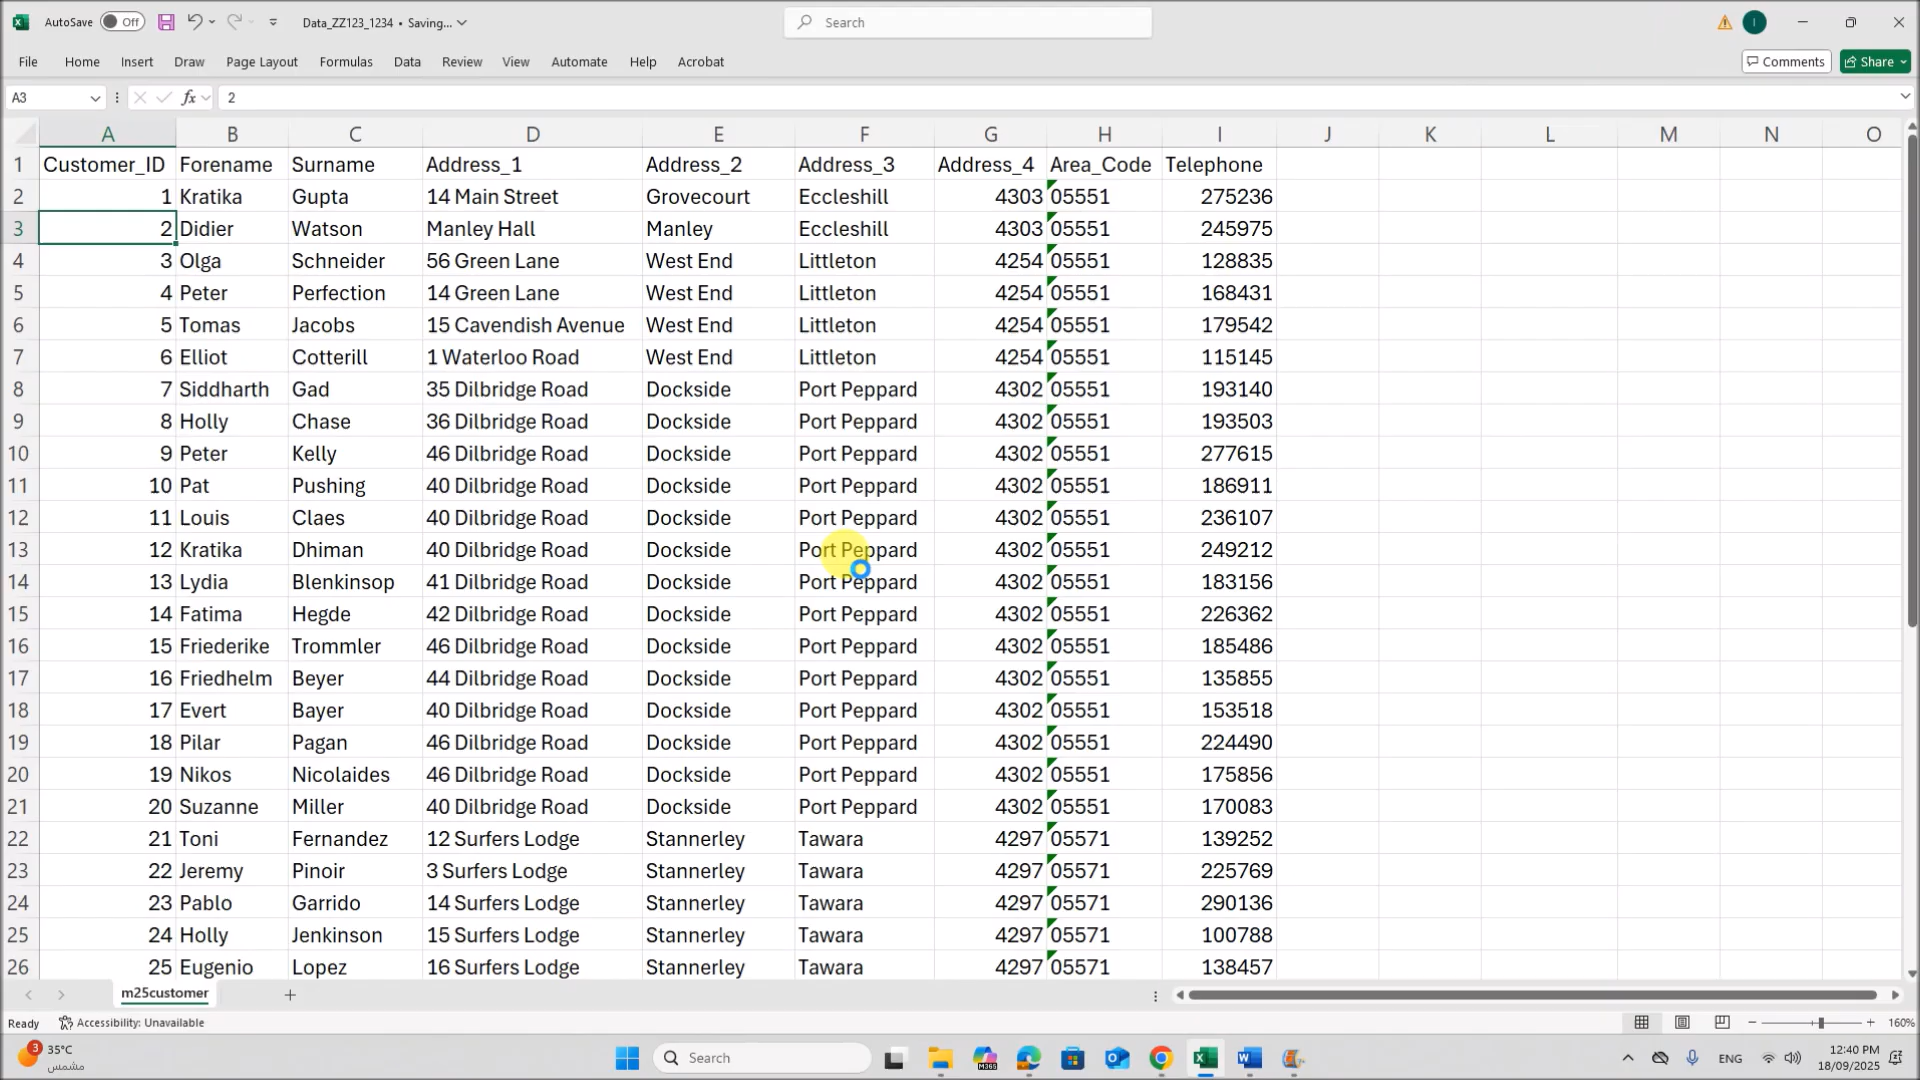 AutoSave Off Data_ZZ123_1234 • Saving... Search I
File Home Insert Draw Page Layout Formulas Data Review View Automate Help Acrobat Comments Share
A3 fx 2
A B C D E F G H I J K L M N O
1 Customer_ID Forename Surname Address_1 Address_2 Address_3 Address_4 Area_Code Telephone
2 1 Kratika Gupta 14 Main Street Grovecourt Eccleshill 4303 05551 275236
3 2 Didier Watson Manley Hall Manley Eccleshill 4303 05551 245975
4 3 Olga Schneider 56 Green Lane West End Littleton 4254 05551 128835
5 4 Peter Perfection 14 Green Lane West End Littleton 4254 05551 168431
6 5 Tomas Jacobs 15 Cavendish Avenue West End Littleton 4254 05551 179542
7 6 Elliot Cotterill 1 Waterloo Road West End Littleton 4254 05551 115145
8 7 Siddharth Gad 35 Dilbridge Road Dockside Port Peppard 4302 05551 193140
9 8 Holly Chase 36 Dilbridge Road Dockside Port Peppard 4302 05551 193503
10 9 Peter Kelly 46 Dilbridge Road Dockside Port Peppard 4302 05551 277615
11 10 Pat Pushing 40 Dilbridge Road Dockside Port Peppard 4302 05551 186911
12 11 Louis Claes 40 Dilbridge Road Dockside Port Peppard 4302 05551 236107
13 12 Kratika Dhiman 40 Dilbridge Road Dockside Port Peppard 4302 05551 249212
14 13 Lydia Blenkinsop 41 Dilbridge Road Dockside Port Peppard 4302 05551 183156
15 14 Fatima Hegde 42 Dilbridge Road Dockside Port Peppard 4302 05551 226362
16 15 Friederike Trommler 46 Dilbridge Road Dockside Port Peppard 4302 05551 185486
17 16 Friedhelm Beyer 44 Dilbridge Road Dockside Port Peppard 4302 05551 135855
18 17 Evert Bayer 40 Dilbridge Road Dockside Port Peppard 4302 05551 153518
19 18 Pilar Pagan 46 Dilbridge Road Dockside Port Peppard 4302 05551 224490
20 19 Nikos Nicolaides 46 Dilbridge Road Dockside Port Peppard 4302 05551 175856
21 20 Suzanne Miller 40 Dilbridge Road Dockside Port Peppard 4302 05551 170083
22 21 Toni Fernandez 12 Surfers Lodge Stannerley Tawara 4297 05571 139252
23 22 Jeremy Pinoir 3 Surfers Lodge Stannerley Tawara 4297 05571 225769
24 23 Pablo Garrido 14 Surfers Lodge Stannerley Tawara 4297 05571 290136
25 24 Holly Jenkinson 15 Surfers Lodge Stannerley Tawara 4297 05571 100788
26 25 Eugenio Lopez 16 Surfers Lodge Stannerley Tawara 4297 05571 138457
m25customer
Ready Accessibility: Unavailable 160%
3 35°C Search M365 ENG 12:40 PM
مشمس 18/09/2025